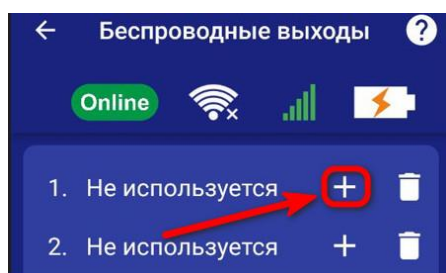 Беспроводные выходы ?
Online
1. Не используется +
2. Не используется +